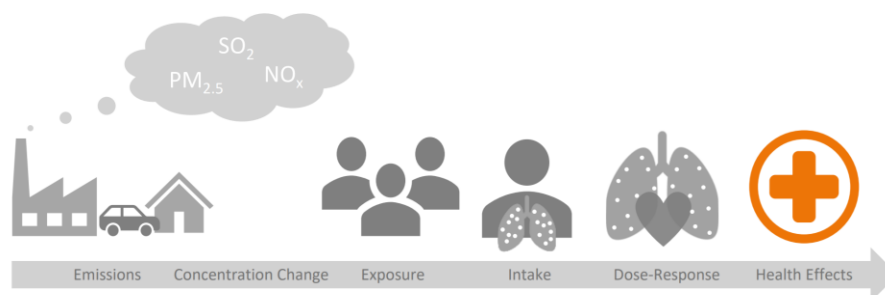 SO₂
PM₂.₅ NOₓ
Emissions Concentration Change Exposure Intake Dose-Response Health Effects